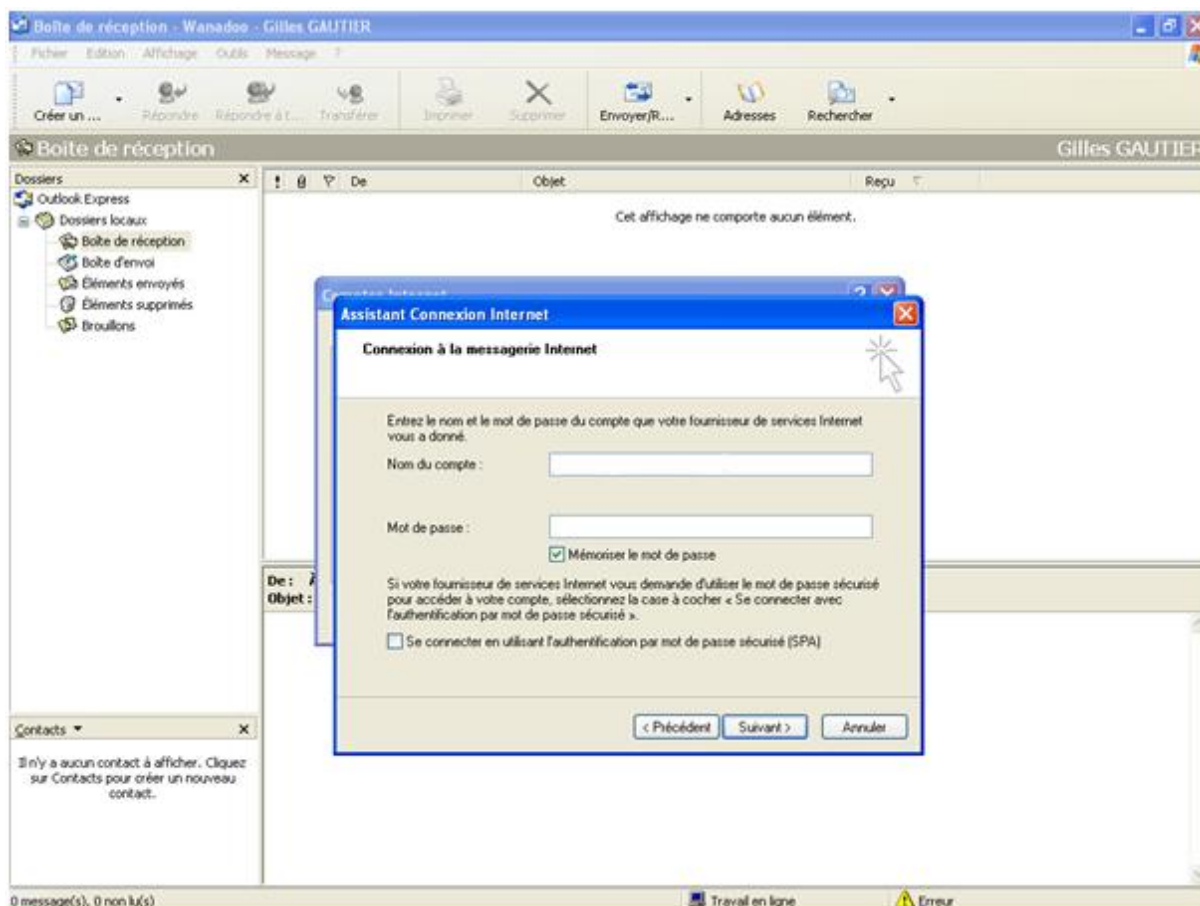 Boîte de réception - Wanadoo - Gilles GAUTIER
Fichier Edition Affichage Outils Message ?
Créer un ... Répondre Répondre à t... Transférer Imprimer Supprimer Envoyer/R... Adresses Rechercher
Boîte de réception Gilles GAUTIER
Dossiers
! De Objet Reçu
Outlook Express
Cet affichage ne comporte aucun élément.
Dossiers locaux
Boîte de réception
Boîte d'envoi
Éléments envoyés
Éléments supprimés
Brouillons
Comptes Internet
Assistant Connexion Internet
Connexion à la messagerie Internet
Entrez le nom et le mot de passe du compte que votre fournisseur de services Internet
vous a donné.
Nom du compte :
Mot de passe :
Mémoriser le mot de passe
De : À
Objet :
Si votre fournisseur de services Internet vous demande d'utiliser le mot de passe sécurisé
pour accéder à votre compte, sélectionnez la case à cocher « Se connecter avec
l'authentification par mot de passe sécurisé ».
Se connecter en utilisant l'authentification par mot de passe sécurisé (SPA)
< Précédent Suivant > Annuler
Contacts
Il n'y a aucun contact à afficher. Cliquez
sur Contacts pour créer un nouveau
contact.
0 message(s), 0 non lu(s) Travail en ligne Erreur